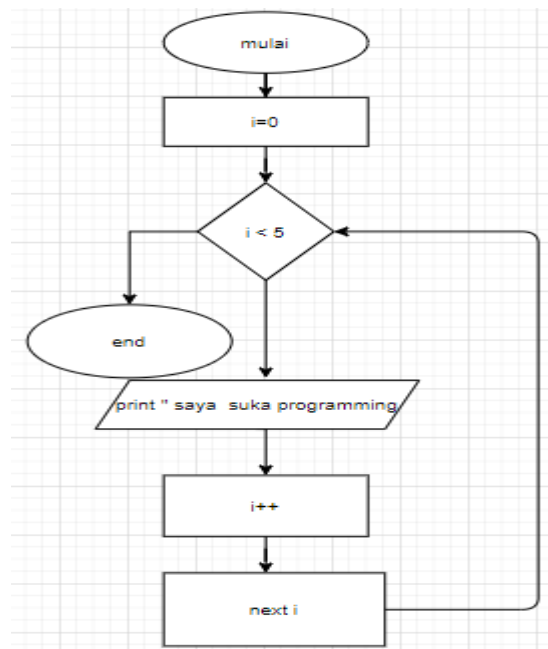 mulai
i=0
i < 5
end
print " saya suka programming
i++
next i